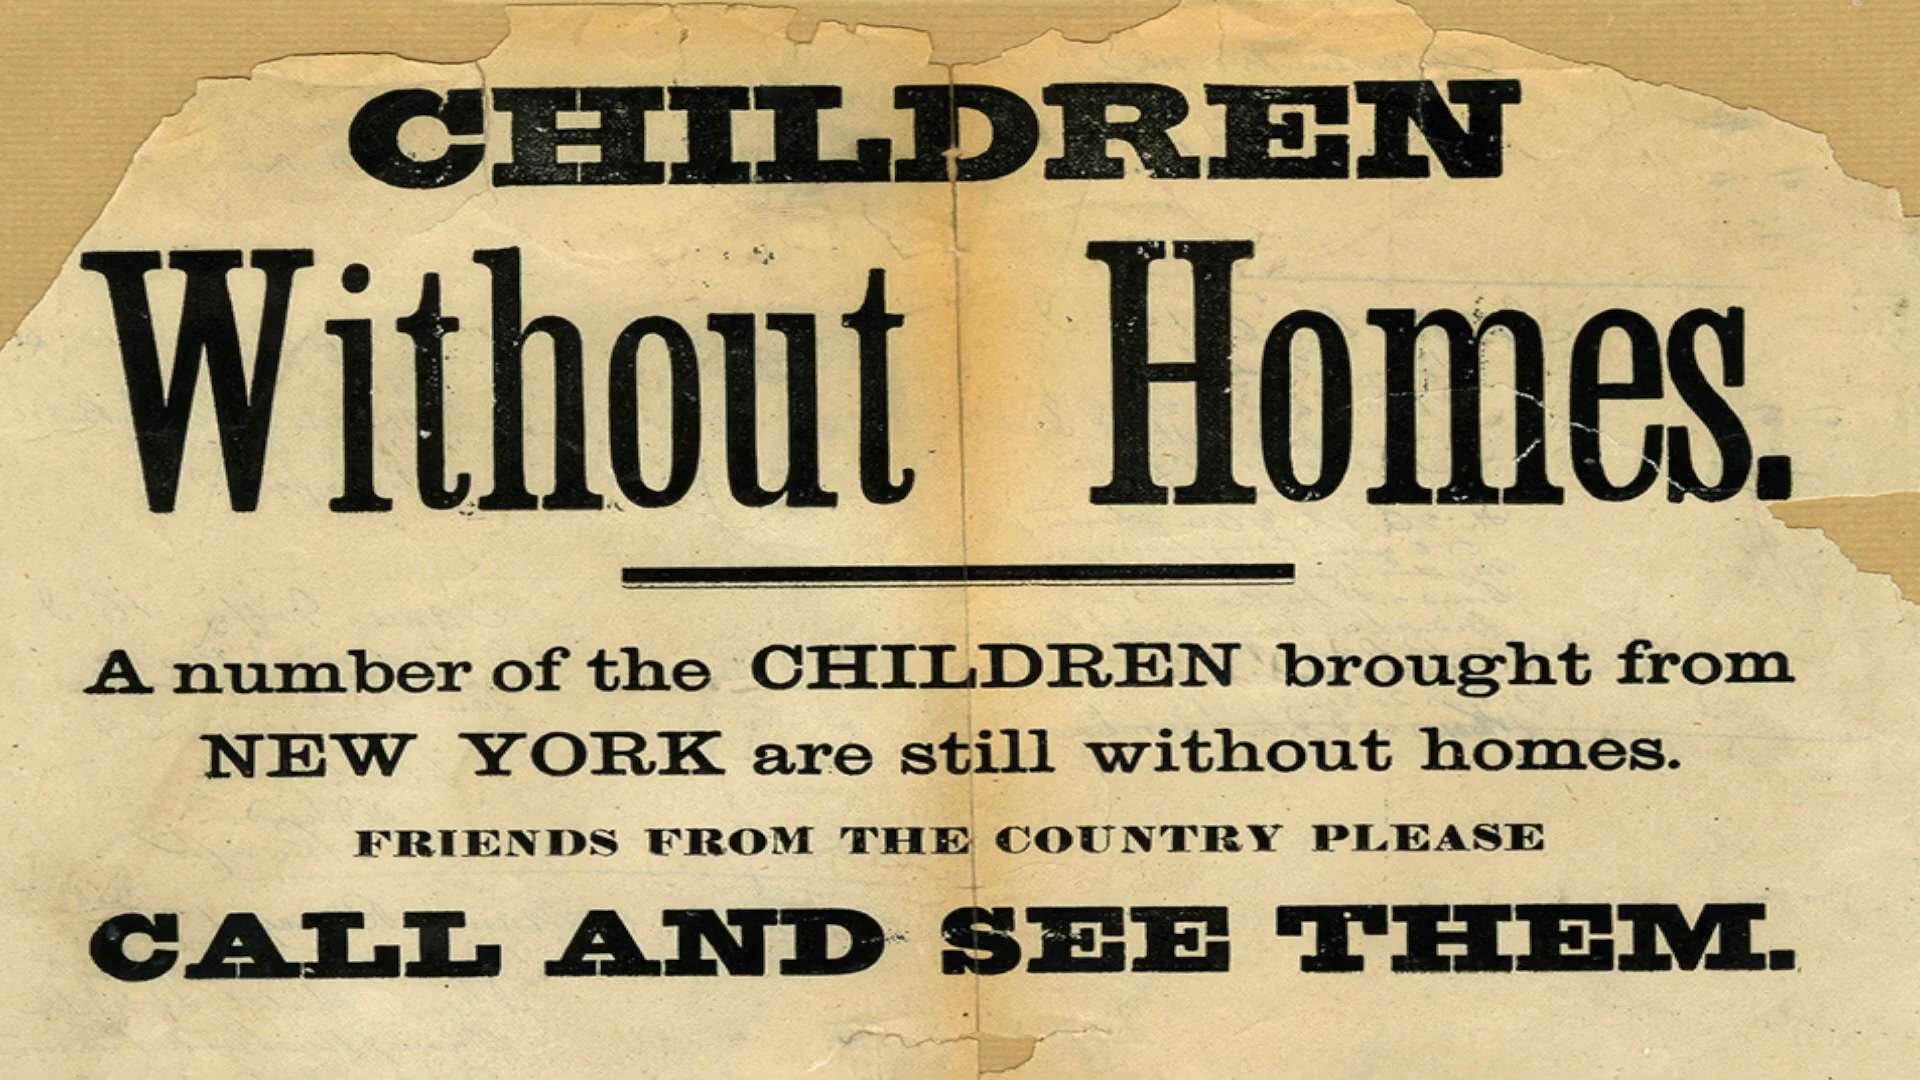 CHILDREN
Without Homes.
A number of the CHILDREN brought from
NEW YORK are still without homes.
FRIENDS FROM THE COUNTRY PLEASE
CALL AND SEE THEM.